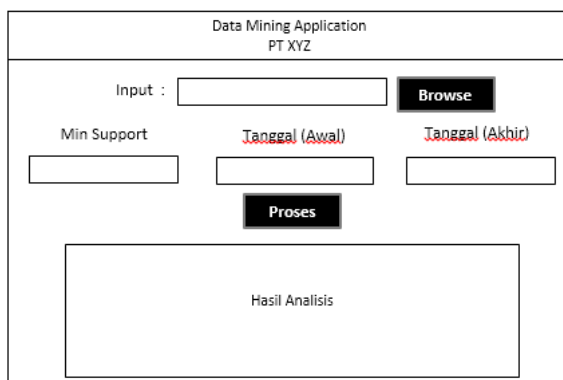 Data Mining Application
PT XYZ
Input :
Browse
Min Support
Tanggal (Awal)
Tanggal (Akhir)
Proses
Hasil Analisis